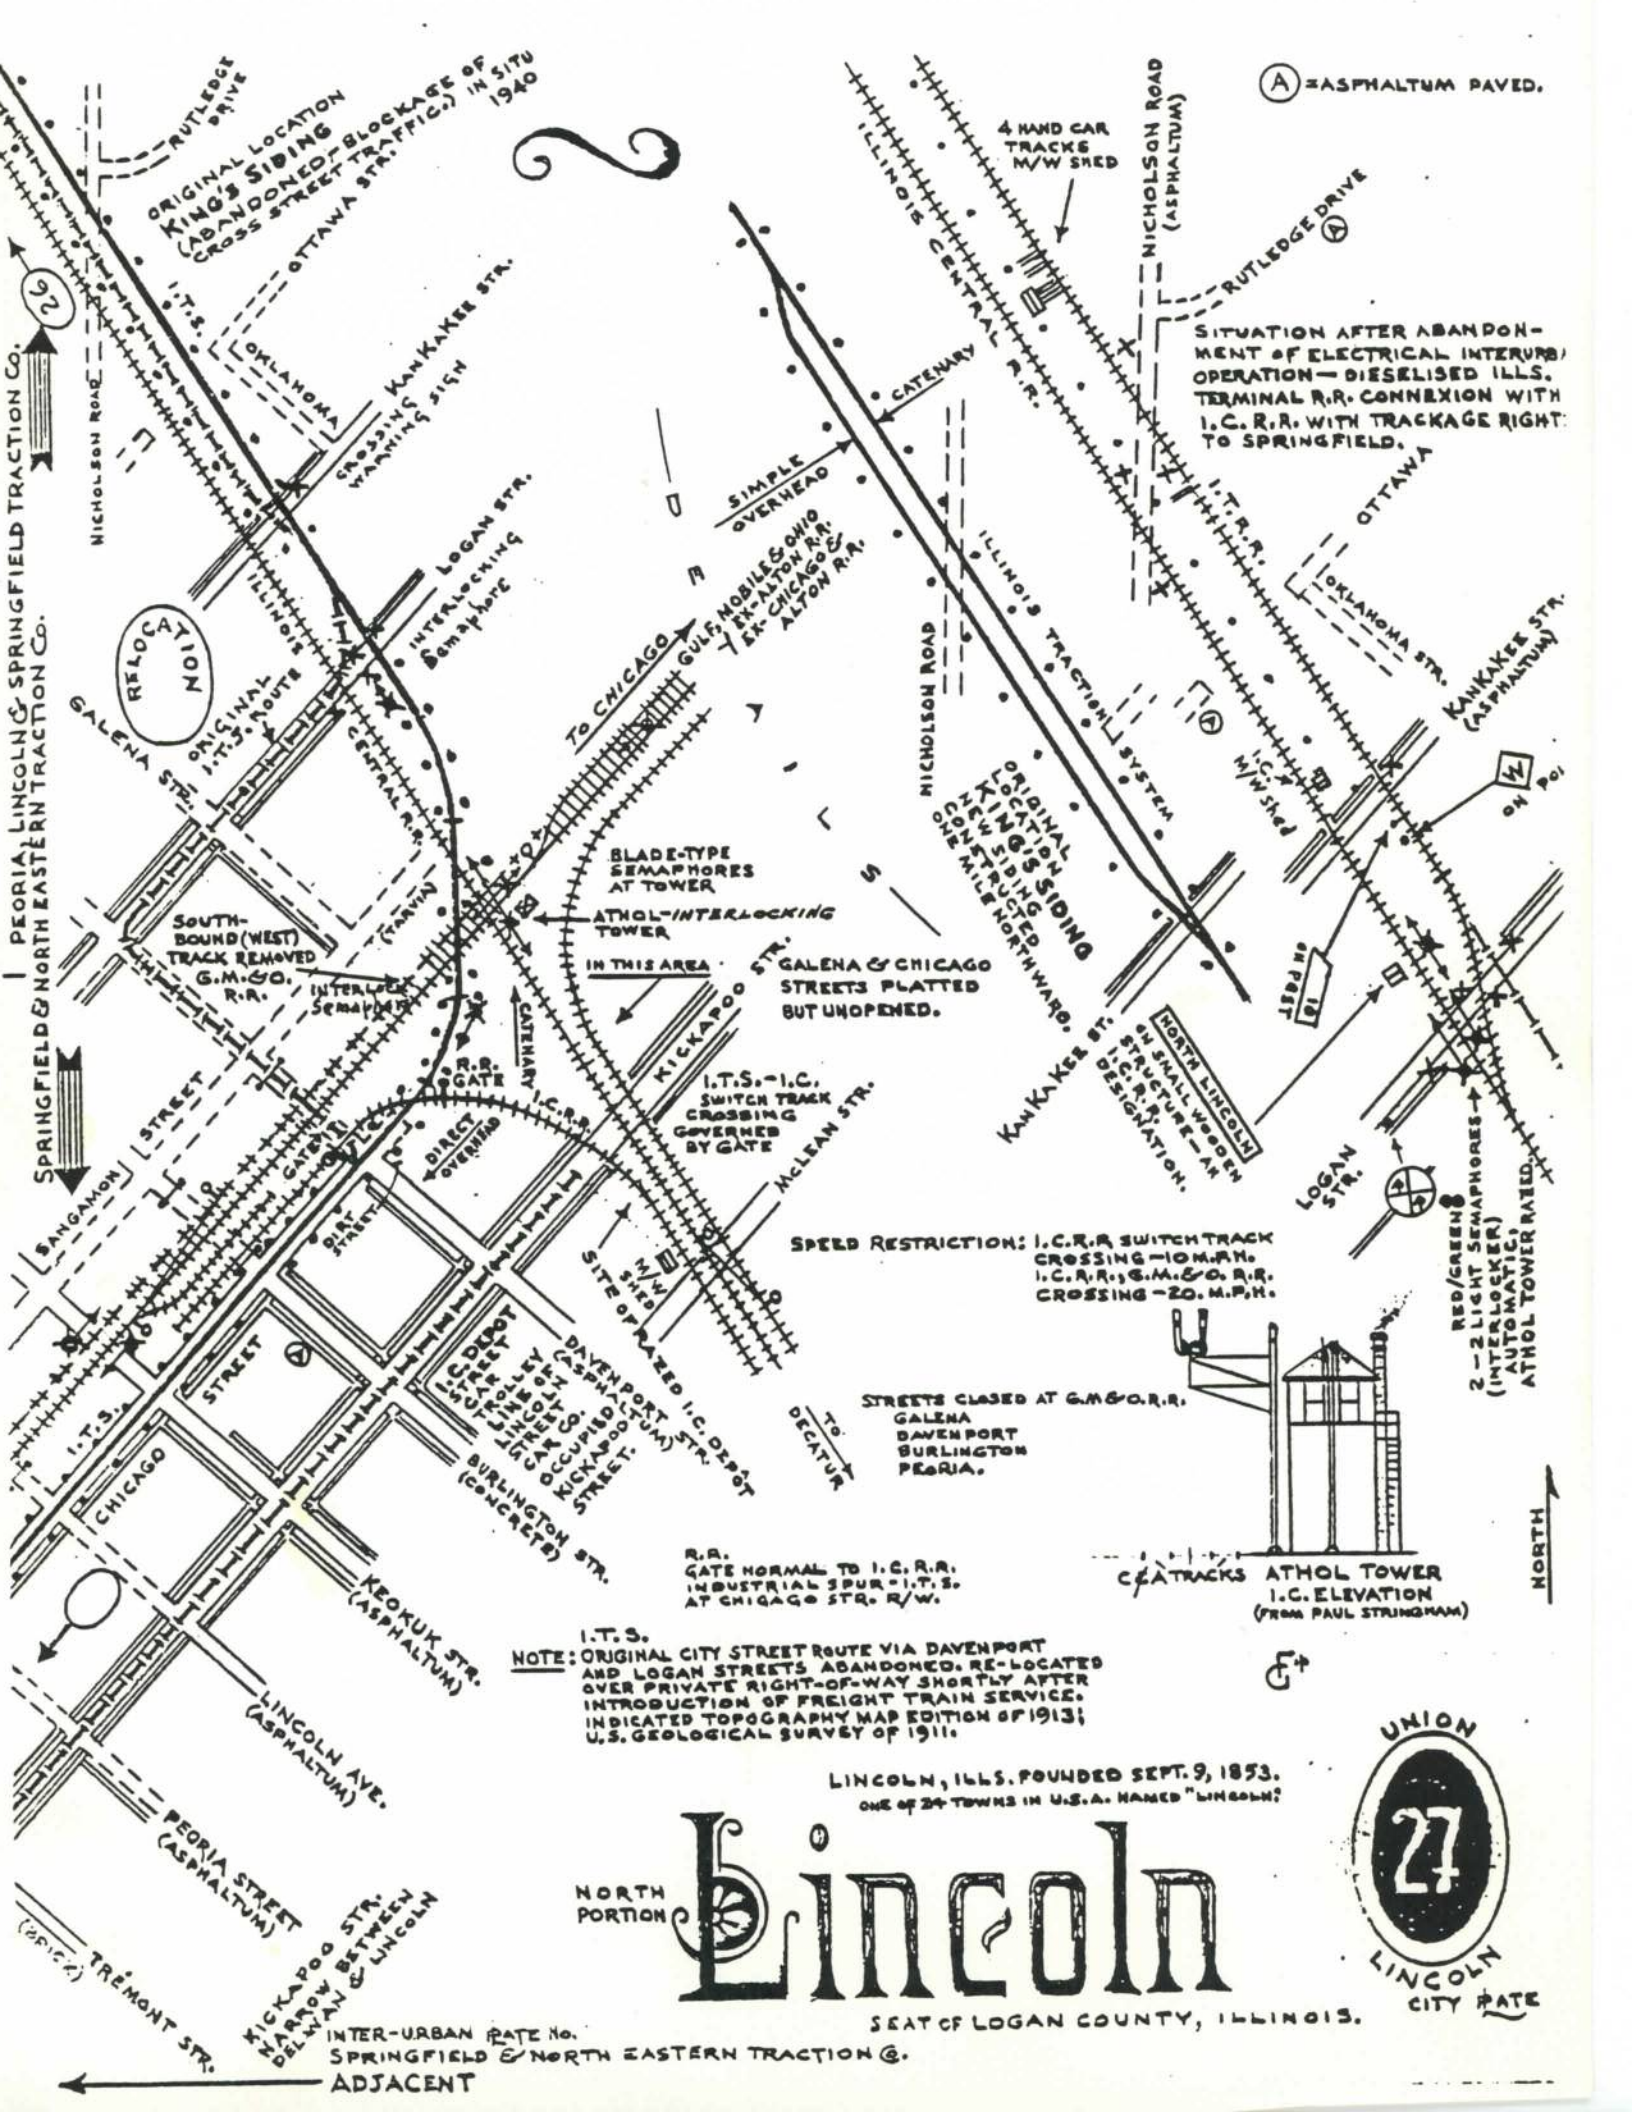 RUTLEDGE
DRIVE
ORIGINAL LOCATION
KING'S SIDING
(ABANDONED-BLOCKAGE OF
CROSS STREET TRAFFIC.) IN SITU
1940
OTTAWA STR.
I.T.S.
26
NICHOLSON ROAD
OKLAHOMA
KANKAKEE STR.
CROSSING
WARNING SIGN
LOGAN STR.
INTERLOCKING
Semaphore
PEORIA, LINCOLN & SPRINGFIELD TRACTION CO.
SPRINGFIELD & NORTH EASTERN TRACTION CO.
RELOCATION
ILLINOIS
CENTRAL R.R.
ORIGINAL
I.T.S. ROUTE
GALENA STR.
(TARVIA)
4 HAND CAR
TRACKS
M/W SHED
NICHOLSON ROAD
(ASPHALTUM)
RUTLEDGE DRIVE
A
A =ASPHALTUM PAVED.
ILLINOIS CENTRAL R.R.
SITUATION AFTER ABANDON-
MENT OF ELECTRICAL INTERURB
OPERATION — DIESELISED ILLS.
TERMINAL R.R. CONNEXION WITH
I.C. R.R. WITH TRACKAGE RIGHT
TO SPRINGFIELD.
CATENARY
SIMPLE
OVERHEAD
I.T.R.R.
OTTAWA
OKLAHOMA STR.
KANKAKEE STR.
(ASPHALTUM)
TO CHICAGO
GULF, MOBILE & OHIO
EX-ALTON R.R.
EX-CHICAGO &
ALTON R.R.
NICHOLSON ROAD
ILLINOIS TRACTION SYSTEM
A
I.C.
M/W Shed
ON POST
ORIGINAL
LOCATION
KING'S SIDING
NEW SIDING
CONSTRUCTED
ONE MILE NORTHWARD.
BLADE-TYPE
SEMAPHORES
AT TOWER
ATHOL-INTERLOCKING
TOWER
IN THIS AREA
GALENA & CHICAGO
STREETS PLATTED
BUT UNOPENED.
SOUTH-
BOUND (WEST)
TRACK REMOVED
G.M.&O.
R.R.
INTERLOCK
Semaphore
CATENARY
KICKAPOO STR.
R.R.
GATE
I.C.R.R.
I.T.S.-I.C.
SWITCH TRACK
CROSSING
GOVERNED
BY GATE
MCLEAN STR.
KANKAKEE ST.
NORTH LINCOLN
ON SMALL WOODEN
STRUCTURE-AN
I.C.R.R.
DESIGNATION.
LOGAN
STR.
RED/GREEN
2-2 LIGHT SEMAPHORES
(INTERLOCKER)
AUTOMATIC,
ATHOL TOWER RAZED.
SANGAMON STREET
GATE
DIRECT
OVERHEAD
DIRT
STREET
M/W
SHED
SITE OF RAZED I.C. DEPOT
SPEED RESTRICTION: I.C.R.R. SWITCH TRACK
CROSSING-10 M.P.H.
I.C.R.R., G.M.&O. R.R.
CROSSING-20. M.P.H.
A
I.T.S.
CHICAGO
STREET
I.C. DEPOT
STREET CAR
TROLLEY
LINE OF
LINCOLN
STREET
CAR CO.
OCCUPIED
KICKAPOO
STREET.
DAVENPORT STR.
(ASPHALTUM)
BURLINGTON STR.
(CONCRETE)
TO
DECATUR
STREETS CLOSED AT G.M&O.R.R.
GALENA
DAVENPORT
BURLINGTON
PEORIA.
C&A TRACKS
ATHOL TOWER
I.C. ELEVATION
(FROM PAUL STRINGHAM)
NORTH
KEOKUK STR.
(ASPHALTUM)
R.R.
GATE NORMAL TO I.C.R.R.
INDUSTRIAL SPUR-I.T.S.
AT CHICAGO STR. R/W.
I.T.S.
NOTE: ORIGINAL CITY STREET ROUTE VIA DAVENPORT
AND LOGAN STREETS ABANDONED. RE-LOCATED
OVER PRIVATE RIGHT-OF-WAY SHORTLY AFTER
INTRODUCTION OF FREIGHT TRAIN SERVICE.
INDICATED TOPOGRAPHY MAP EDITION OF 1913;
U.S. GEOLOGICAL SURVEY OF 1911.
LINCOLN AVE.
(ASPHALTUM)
PEORIA STREET
(ASPHALTUM)
(BRICK)
TREMONT STR.
KICKAPOO STR.
NARROW BETWEEN
DELWAN & LINCOLN
LINCOLN, ILLS. FOUNDED SEPT. 9, 1853.
ONE OF 24 TOWNS IN U.S.A. NAMED "LINCOLN."
NORTH
PORTION
Lincoln
SEAT OF LOGAN COUNTY, ILLINOIS.
UNION
27
LINCOLN
CITY RATE
INTER-URBAN RATE No.
SPRINGFIELD & NORTH EASTERN TRACTION CO.
ADJACENT